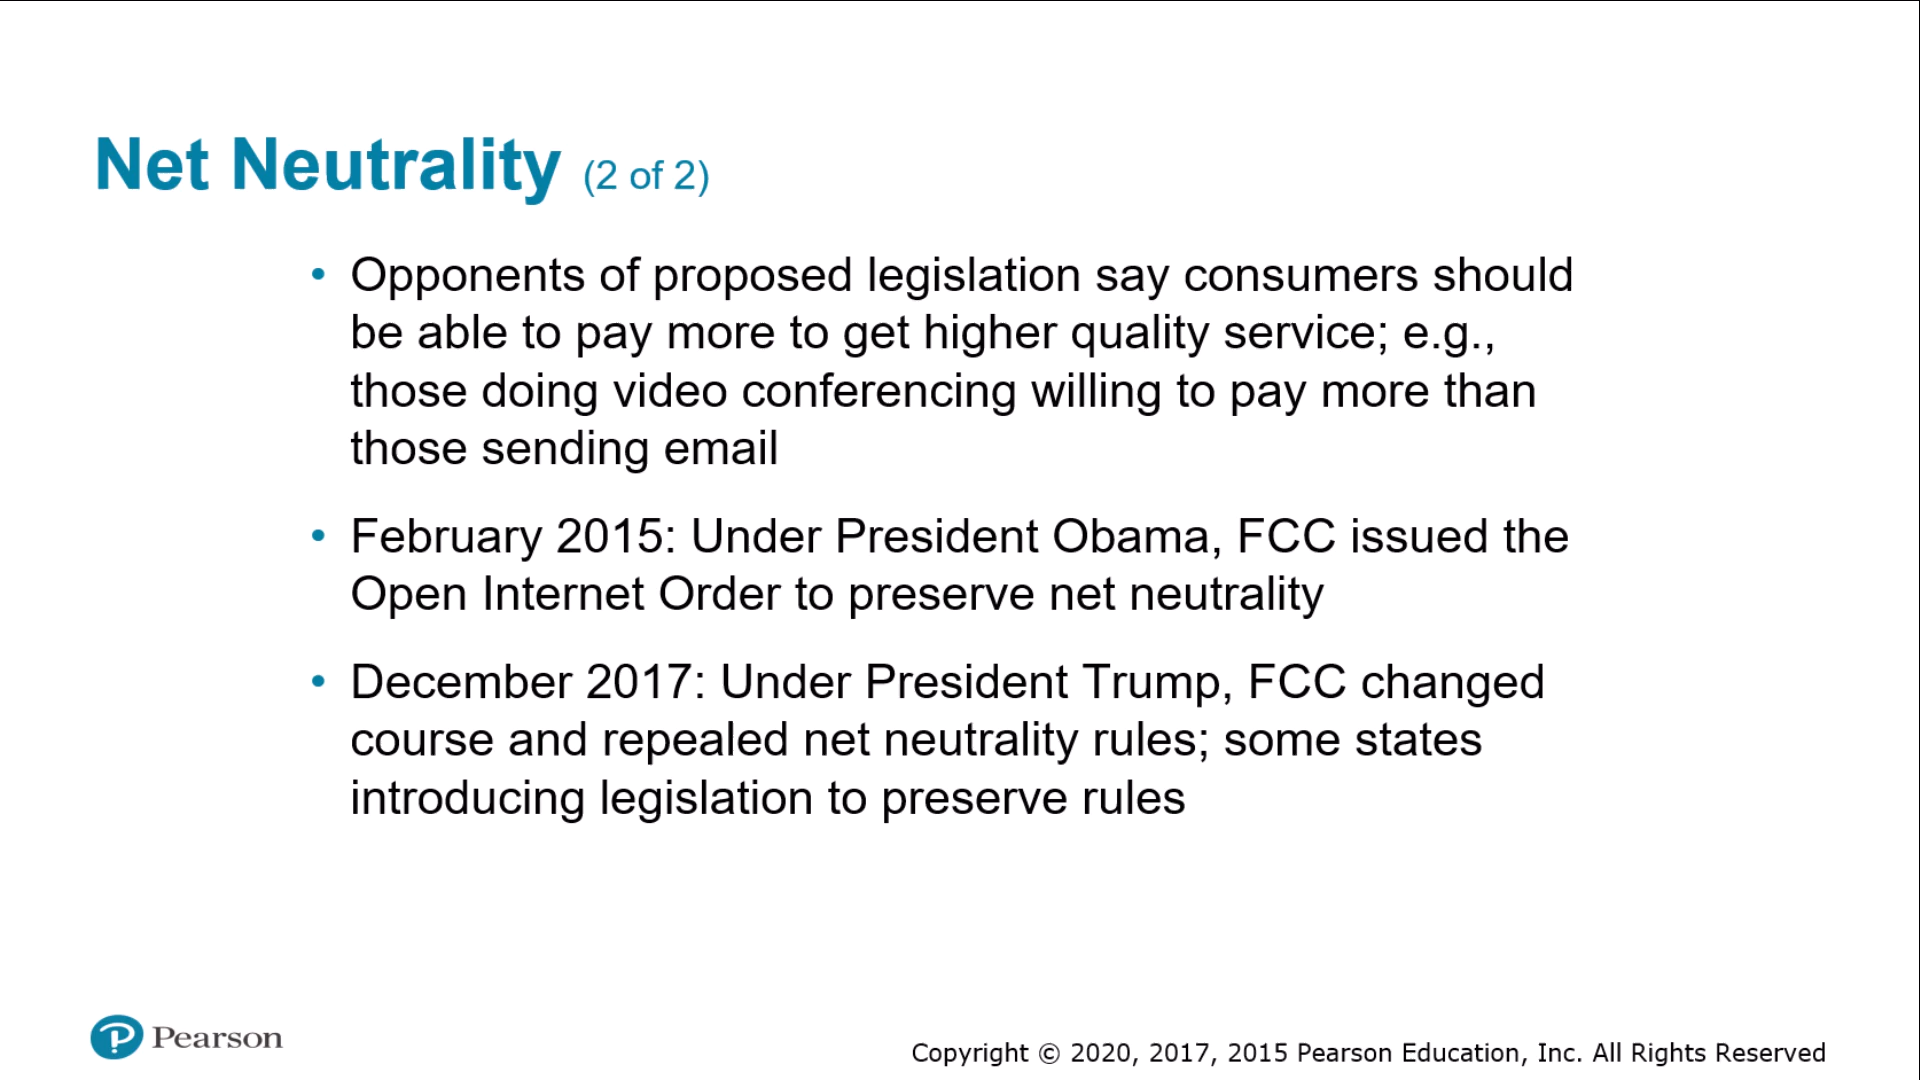 Net Neutrality (2 of 2)
• Opponents of proposed legislation say consumers should
be able to pay more to get higher quality service; e.g.,
those doing video conferencing willing to pay more than
those sending email
• February 2015: Under President Obama, FCC issued the
Open Internet Order to preserve net neutrality
• December 2017: Under President Trump, FCC changed
course and repealed net neutrality rules; some states
introducing legislation to preserve rules
P Pearson
Copyright © 2020, 2017, 2015 Pearson Education, Inc. All Rights Reserved